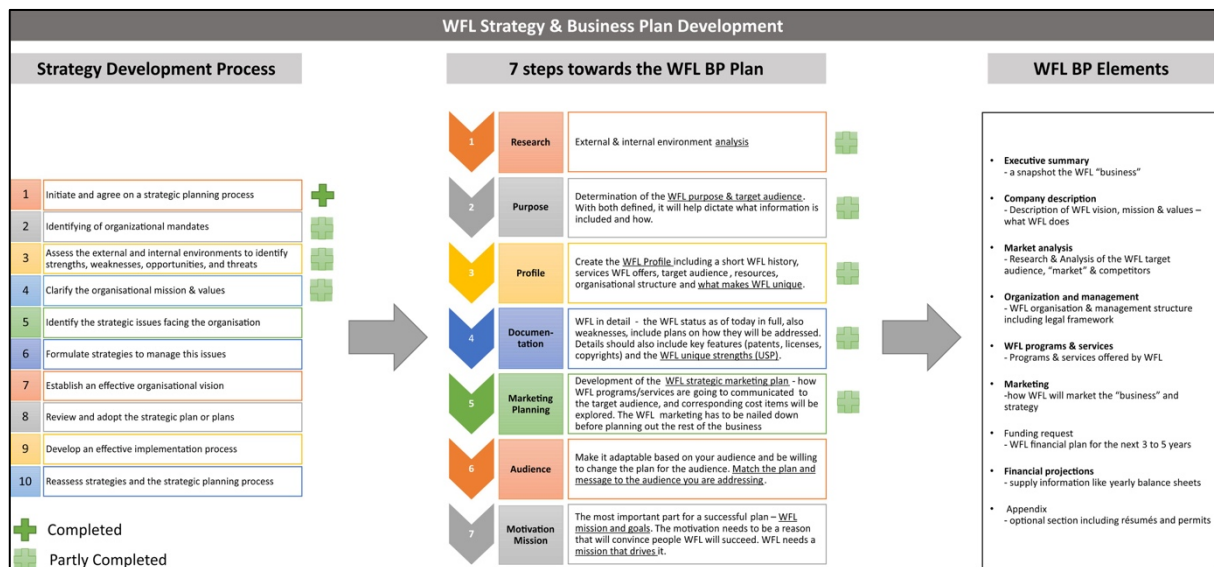 WFL Strategy & Business Plan Development
Strategy Development Process
1
Initiate and agree on a strategic planning process
2
Identifying of organizational mandates
3
Assess the external and internal environments to identify
strengths, weaknesses, opportunities, and threats
4
Clarify the organisational mission & values
5
Identify the strategic issues facing the organisation
6
Formulate strategies to manage this issues
7
Establish an effective organisational vision
8
Review and adopt the strategic plan or plans
9
Develop an effective implementation process
10
Reassess strategies and the strategic planning process
Completed
Partly Completed
7 steps towards the WFL BP Plan
1
Research
External & internal environment analysis
2
Purpose
Determination of the WFL purpose & target audience.
With both defined, it will help dictate what information is
included and how.
3
Profile
Create the WFL Profile including a short WFL history,
services WFL offers, target audience , resources,
organisational structure and what makes WFL unique.
4
Documen-
tation
WFL in detail - the WFL status as of today in full, also
weaknesses, include plans on how they will be addressed.
Details should also include key features (patents, licenses,
copyrights) and the WFL unique strengths (USP).
5
Marketing
Planning
Development of the WFL strategic marketing plan - how
WFL programs/services are going to communicated to
the target audience, and corresponding cost items will be
explored. The WFL marketing has to be nailed down
before planning out the rest of the business
6
Audience
Make it adaptable based on your audience and be willing
to change the plan for the audience. Match the plan and
message to the audience you are addressing.
7
Motivation
Mission
The most important part for a successful plan – WFL
mission and goals. The motivation needs to be a reason
that will convince people WFL will succeed. WFL needs a
mission that drives it.
WFL BP Elements
• Executive summary
- a snapshot the WFL “business”
• Company description
- Description of WFL vision, mission & values –
what WFL does
• Market analysis
- Research & Analysis of the WFL target
audience, “market” & competitors
• Organization and management
- WFL organisation & management structure
including legal framework
• WFL programs & services
- Programs & services offered by WFL
• Marketing
-how WFL will market the “business” and
strategy
• Funding request
- WFL financial plan for the next 3 to 5 years
• Financial projections
- supply information like yearly balance sheets
• Appendix
- optional section including résumés and permits